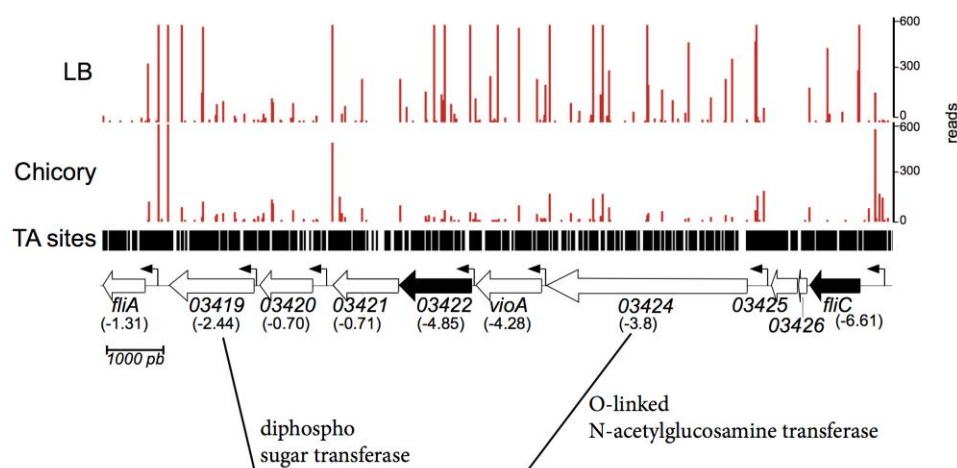 LB
600
300
0
reads
Chicory
600
300
0
TA sites
fliA 03419 03420 03421 03422 vioA 03424 03425 03426 fliC
(-1.31) (-2.44) (-0.70) (-0.71) (-4.85) (-4.28) (-3.8) (-6.61)
1000 pb
diphospho
sugar transferase
O-linked
N-acetylglucosamine transferase